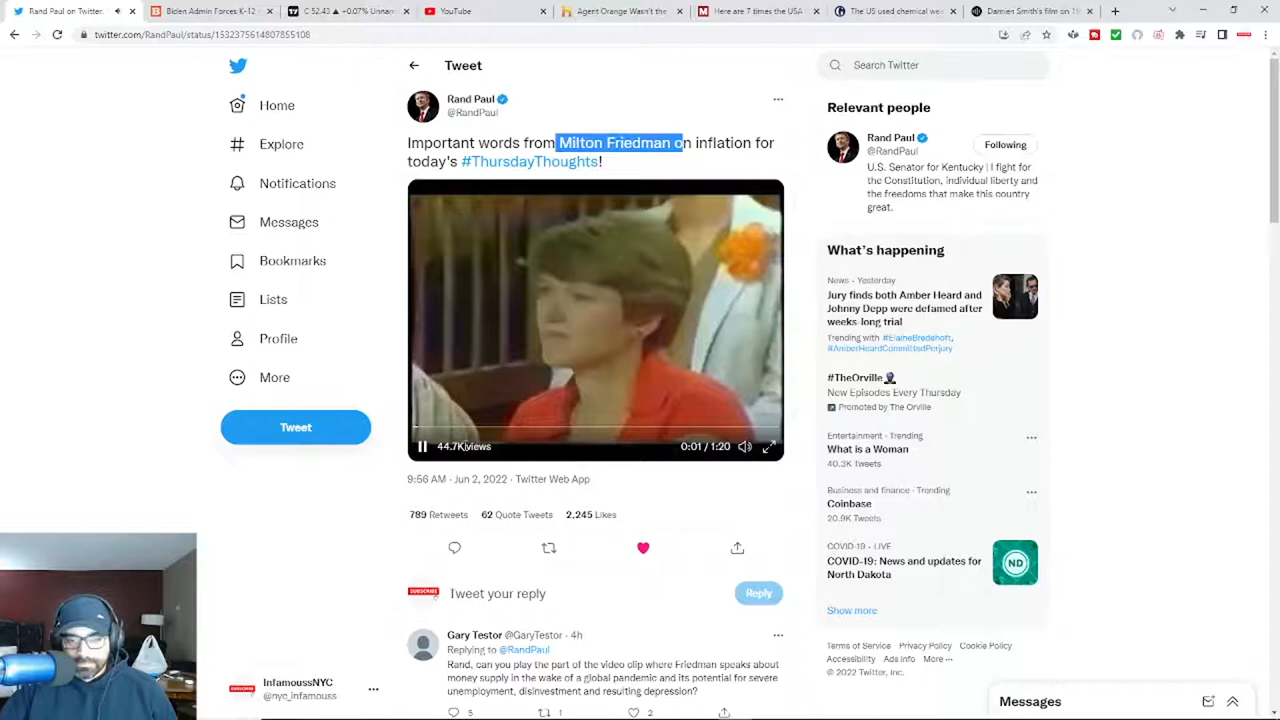 Rand Paul on Twitter:
Biden Admin Forces K-12
C 52.43 ▲ +0.07% Unnam
YouTube
Agent Orange Wasn't the
Here are 7 times the USA
The US used chemical we
Damien Smith's film on 15
twitter.com/RandPaul/status/1532375614807855108
Home
Explore
Notifications
Messages
Bookmarks
Lists
Profile
More
Tweet
InfamoussNYC
@nyc_infamouss
Tweet
Rand Paul
@RandPaul
Important words from Milton Friedman on inflation for
today's #ThursdayThoughts!
44.7K views
0:01 / 1:20
9:56 AM · Jun 2, 2022 · Twitter Web App
789 Retweets 62 Quote Tweets 2,245 Likes
SUBSCRIBE
Tweet your reply
Reply
Gary Testor @GaryTestor · 4h
Replying to @RandPaul
Rand, can you play the part of the video clip where Friedman speaks about
money supply in the wake of a global pandemic and its potential for severe
unemployment, disinvestment and resulting depression?
5 1 2
Search Twitter
Relevant people
Rand Paul
@RandPaul
Following
U.S. Senator for Kentucky | I fight for
the Constitution, individual liberty and
the freedoms that make this country
great.
What's happening
News · Yesterday
Jury finds both Amber Heard and
Johnny Depp were defamed after
weeks-long trial
Trending with #ElaineBredehoft,
#AmberHeardCommittedPerjury
#TheOrville
New Episodes Every Thursday
Promoted by The Orville
Entertainment · Trending
What is a Woman
40.3K Tweets
Business and finance · Trending
Coinbase
20.9K Tweets
COVID-19 · LIVE
COVID-19: News and updates for
North Dakota
ND
Show more
Terms of Service Privacy Policy Cookie Policy
Accessibility Ads info More ···
© 2022 Twitter, Inc.
Messages